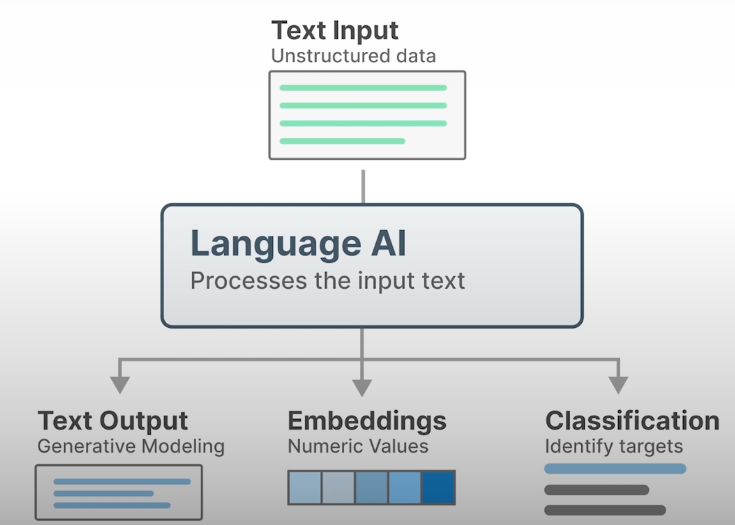 Text Input
Unstructured data
Language AI
Processes the input text
Text Output
Generative Modeling
Embeddings
Numeric Values
Classification
Identify targets